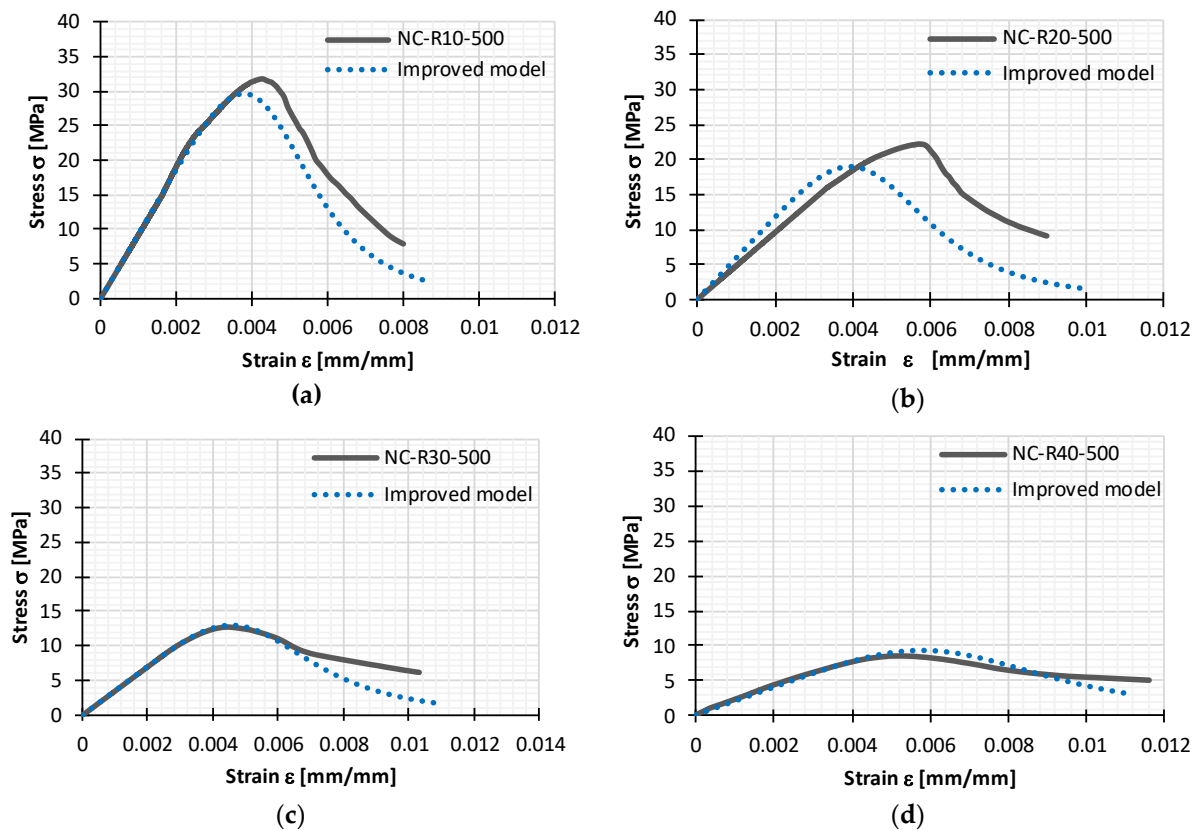 40
35
30
25
20
15
10
5
0
Stress σ [MPa]
NC-R10-500
Improved model
0 0.002 0.004 0.006 0.008 0.01 0.012
Strain ε [mm/mm]
(a)
40
35
30
25
20
15
10
5
0
Stress σ [MPa]
NC-R20-500
Improved model
0 0.002 0.004 0.006 0.008 0.01 0.012
Strain ε [mm/mm]
(b)
40
35
30
25
20
15
10
5
0
Stress σ [MPa]
NC-R30-500
Improved model
0 0.002 0.004 0.006 0.008 0.01 0.012 0.014
Strain ε [mm/mm]
(c)
40
35
30
25
20
15
10
5
0
Stress σ [MPa]
NC-R40-500
Improved model
0 0.002 0.004 0.006 0.008 0.01 0.012
Strain ε [mm/mm]
(d)